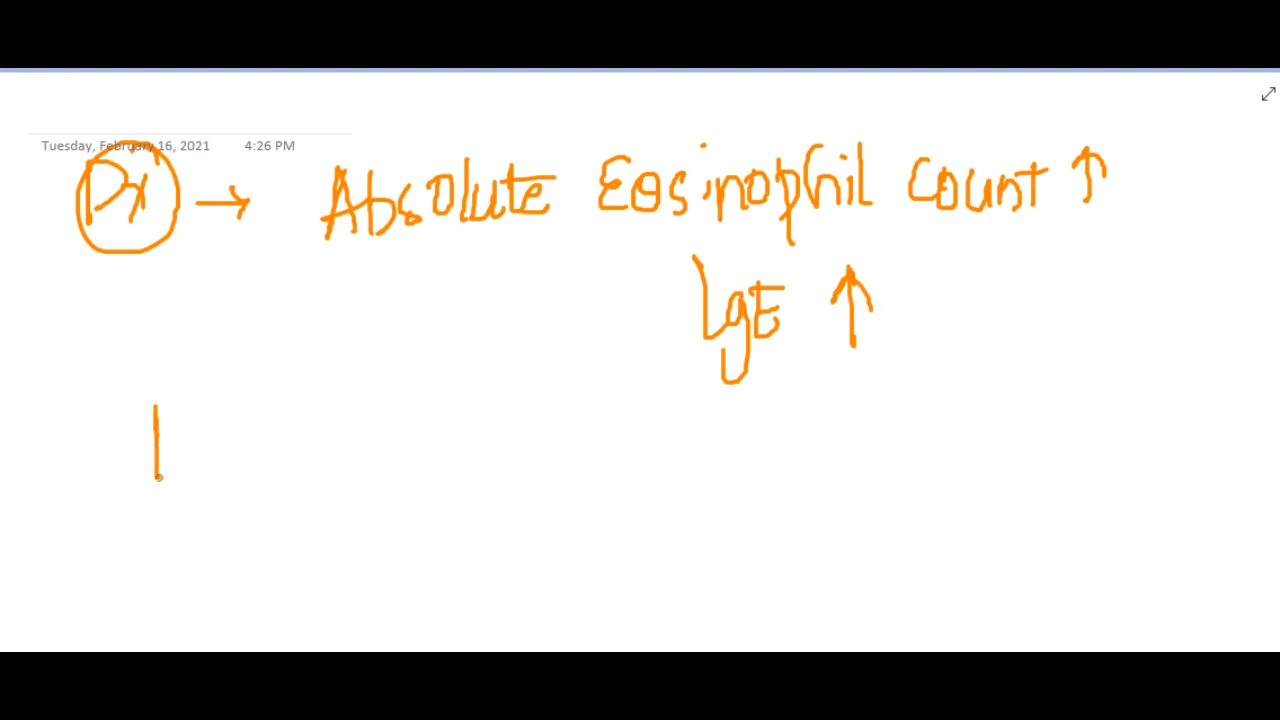 Tuesday, February 16, 2021 4:26 PM
Dx → Absolute Eosinophil Count ↑
IgE ↑